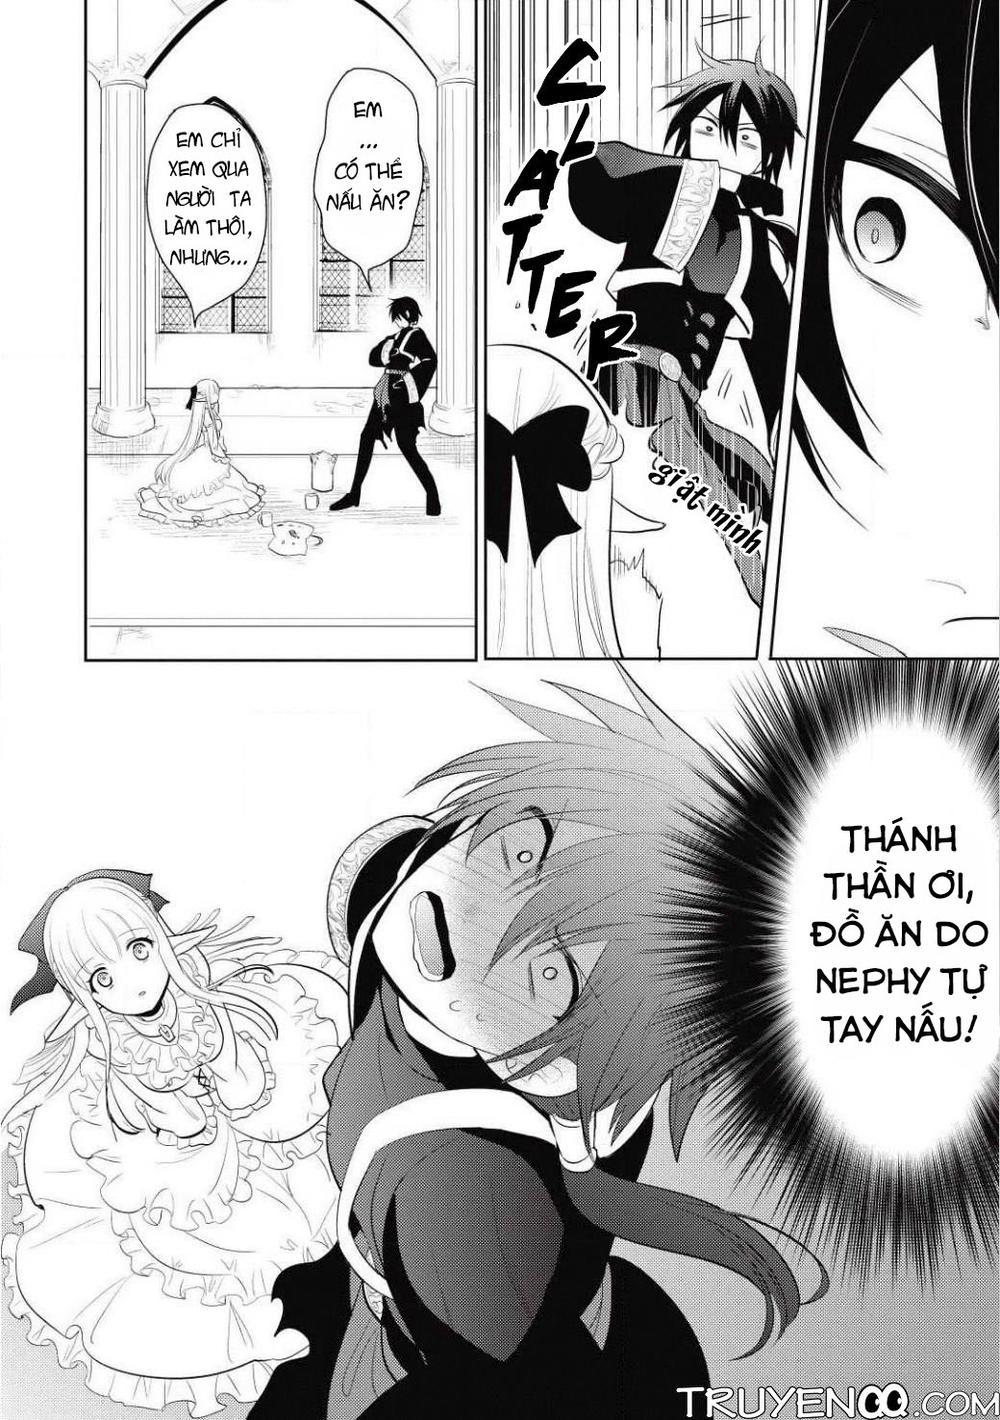 CLATTER
giật mình
EM
...
CÓ THỂ
NẤU ĂN?
EM CHỈ
XEM QUA
NGƯỜI TA
LÀM THÔI,
NHƯNG...
THÁNH
THẦN ƠI,
ĐỒ ĂN DO
NEPHY TỰ
TAY NẤU!
TRUYENQQ.COM